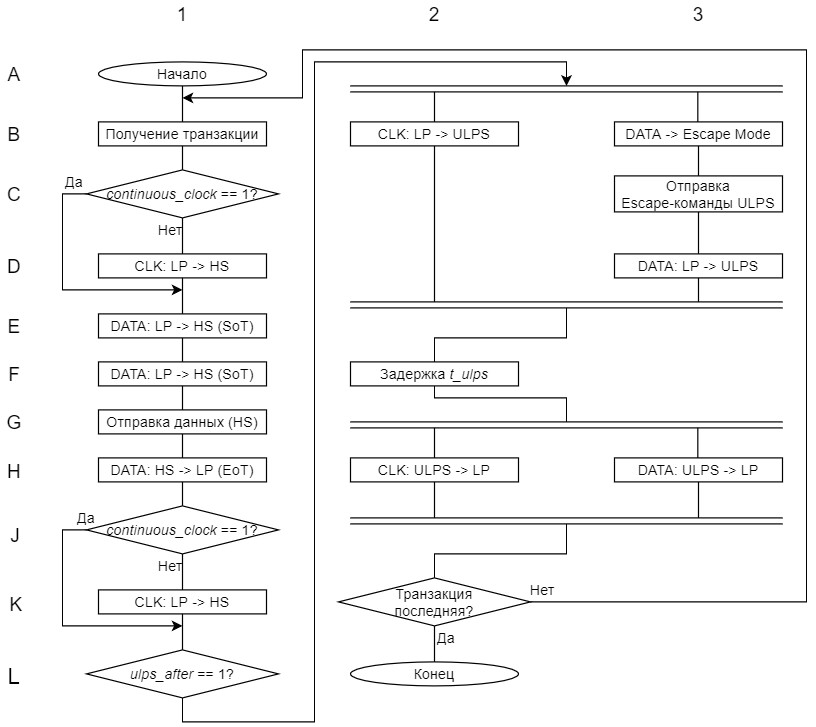 1 2 3
A
Начало
B
Получение транзакции
CLK: LP -> ULPS
DATA -> Escape Mode
C
Да
continuous_clock == 1?
Отправка
Escape-команды ULPS
Нет
D
CLK: LP -> HS
DATA: LP -> ULPS
E
DATA: LP -> HS (SoT)
F
DATA: LP -> HS (SoT)
Задержка t_ulps
G
Отправка данных (HS)
H
DATA: HS -> LP (EoT)
CLK: ULPS -> LP
DATA: ULPS -> LP
J
Да
continuous_clock == 1?
Нет
K
CLK: LP -> HS
Транзакция
последняя?
Нет
Да
L
ulps_after == 1?
Конец